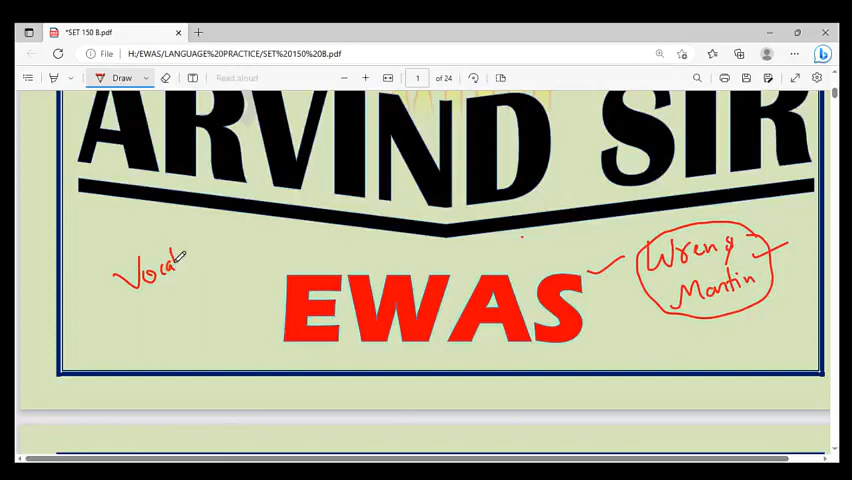 *SET 150 B.pdf
File
H:/EWAS/LANGUAGE%20PRACTICE/SET%20150%20B.pdf
Draw
Read aloud
1 of 24
ARVIND SIR
Wren &
Vocab
Martin
EWAS